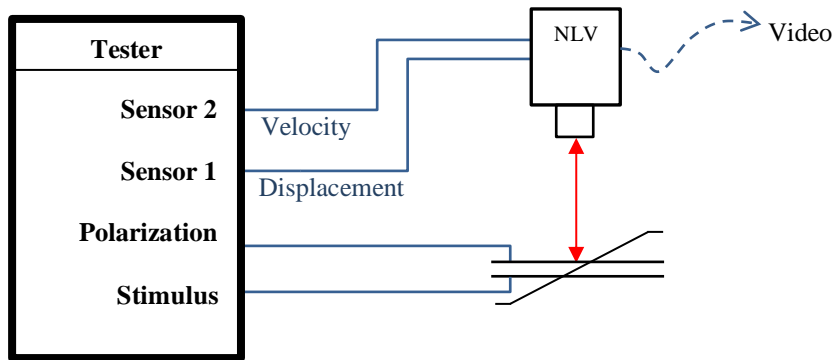 Tester
Sensor 2
Sensor 1
Polarization
Stimulus
Velocity
Displacement
NLV
Video